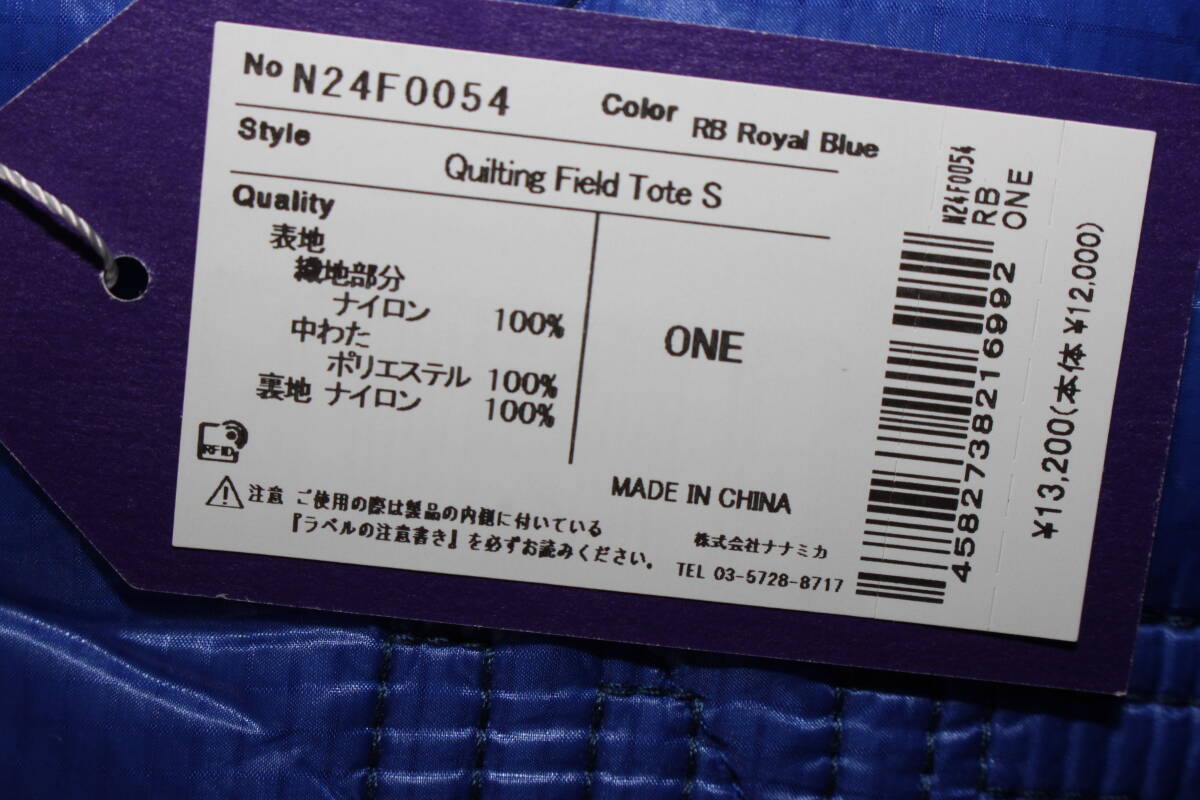 No N24F0054 Color RB Royal Blue
Style
Quilting Field Tote S
Quality
表地
織地部分
ナイロン 100%
中わた
ポリエステル 100%
裏地 ナイロン 100%
ONE
RFID
MADE IN CHINA
注意 ご使用の際は製品の内側に付いている
『ラベルの注意書き』を必ずお読みください。
株式会社ナナミカ
TEL 03-5728-8717
N24F0054
RB
ONE
4582738216992
¥13,200(本体¥12,000)